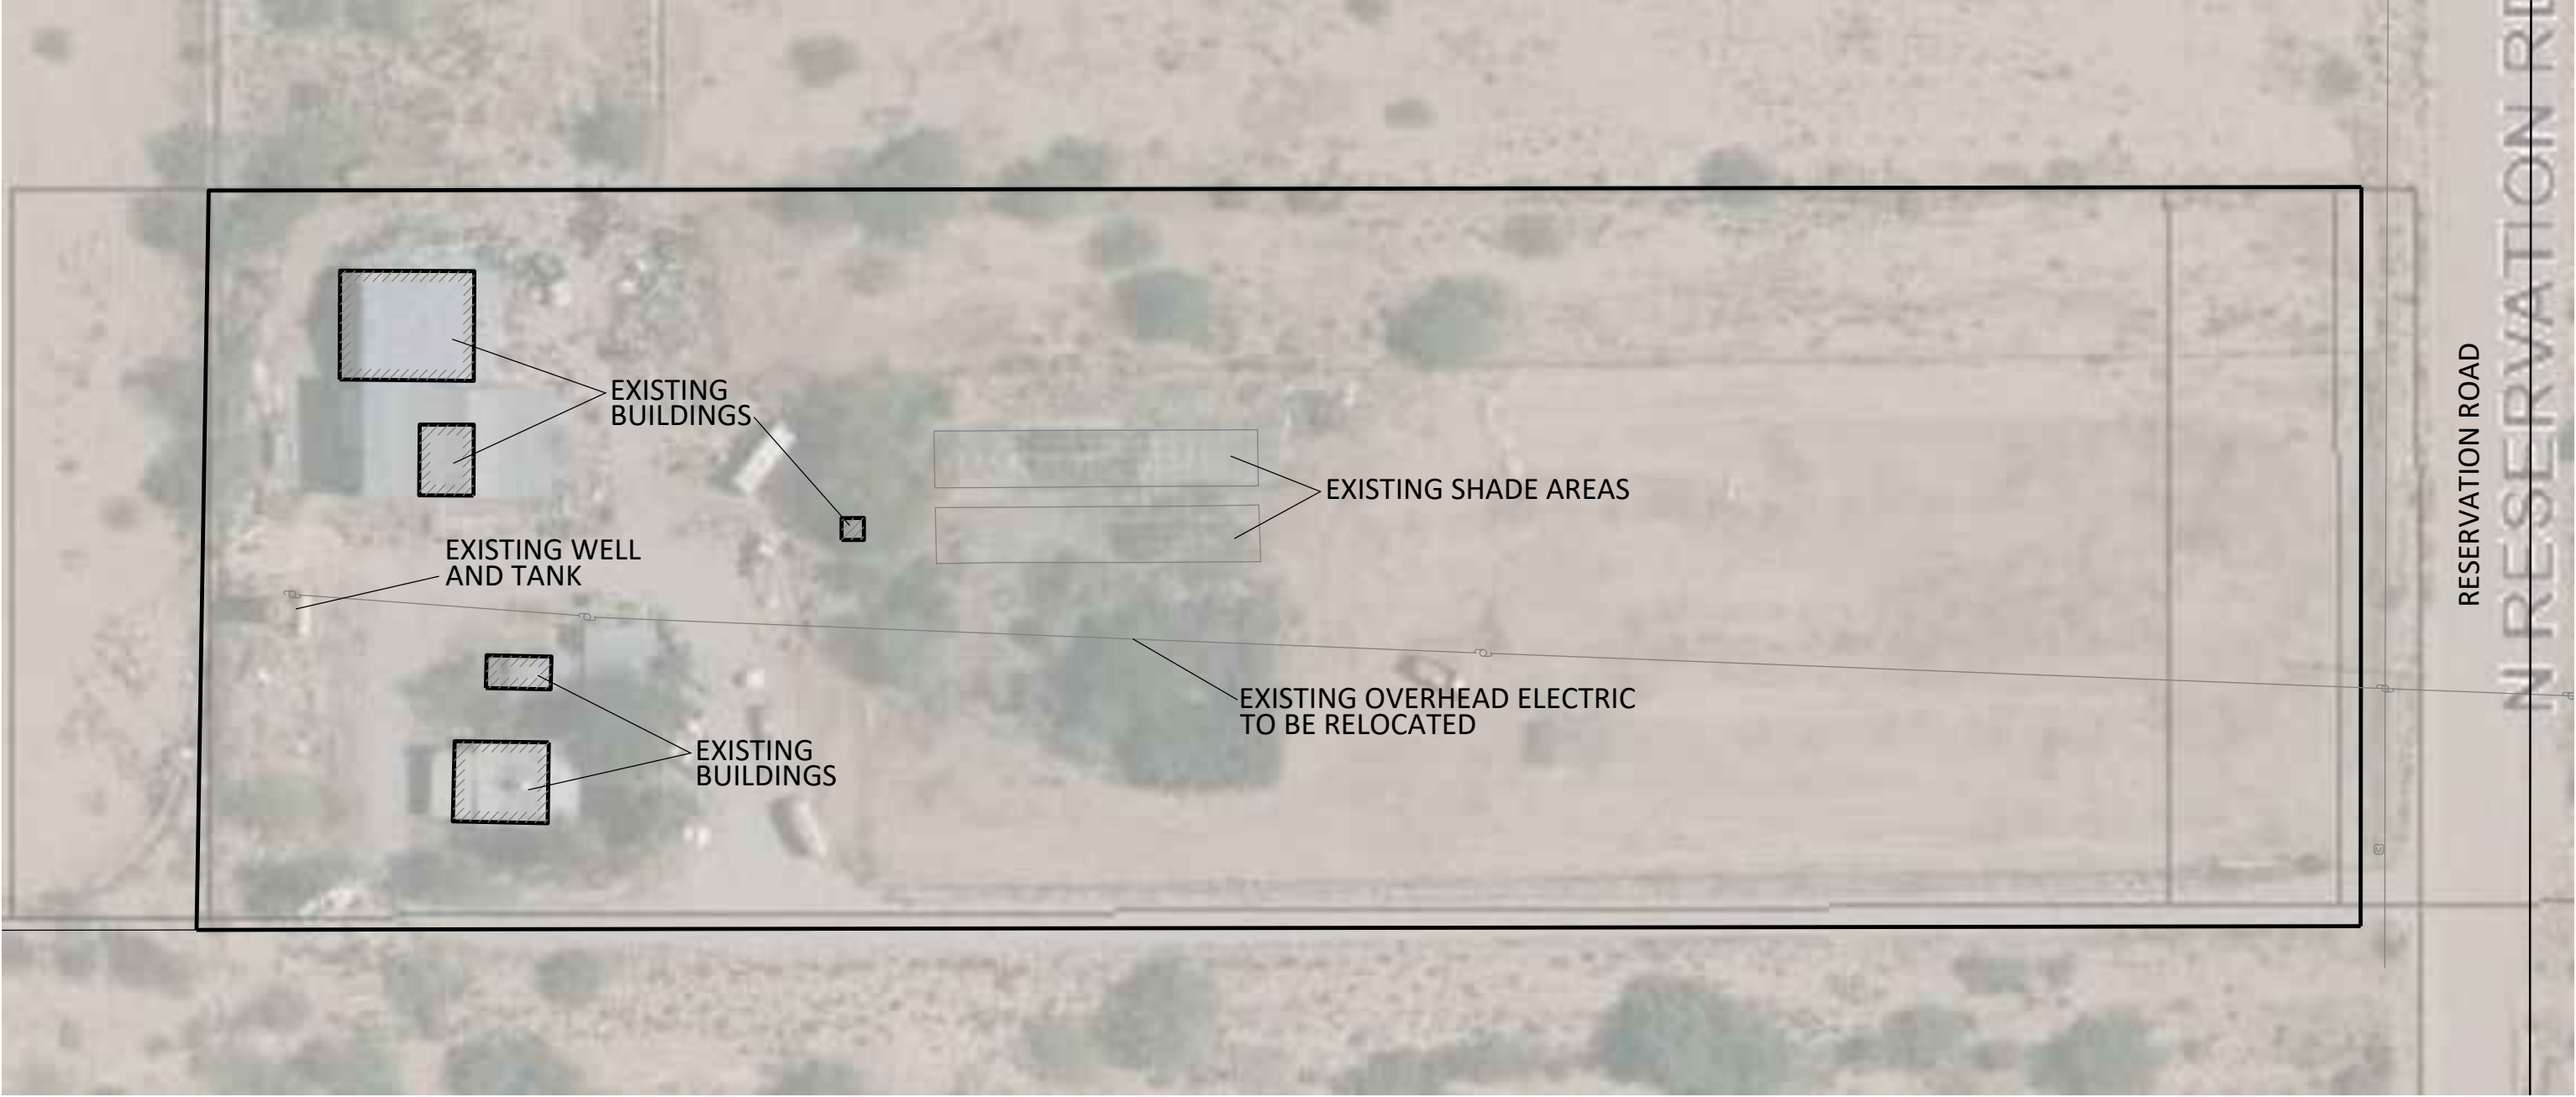 EXISTING
BUILDINGS
EXISTING SHADE AREAS
EXISTING WELL
AND TANK
EXISTING OVERHEAD ELECTRIC
TO BE RELOCATED
EXISTING
BUILDINGS
RESERVATION ROAD
N RESERVATION RD